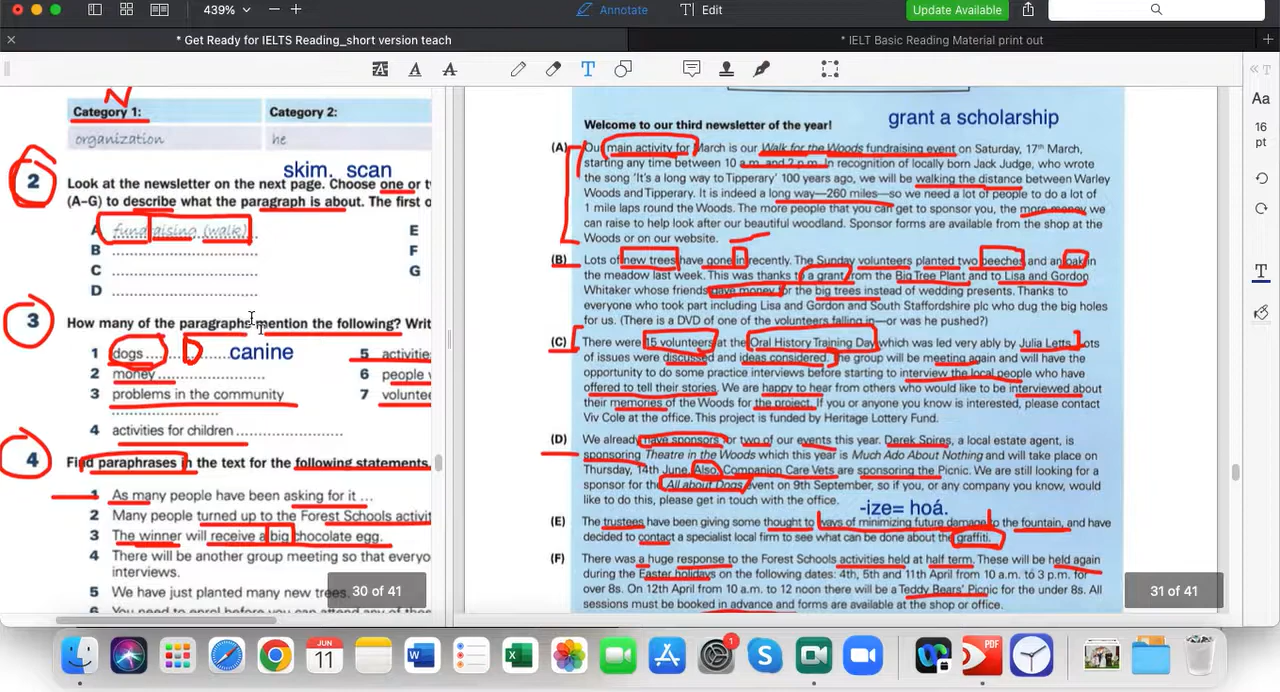 439%
Annotate
Edit
Update Available
* Get Ready for IELTS Reading_short version teach
* IELT Basic Reading Material print out
N
Category 1:
Category 2:
organization
he
skim. scan
2
Look at the newsletter on the next page. Choose one or t
(A–G) to describe what the paragraph is about. The first o
A fundraising (walk)
E
B
F
C
G
D
3
How many of the paragraphs mention the following? Writ
1 dogs
canine
5 activitie
2 money
6 people
3 problems in the community
7 voluntee
4 activities for children
4
Find paraphrases in the text for the following statements.
1 As many people have been asking for it ...
2 Many people turned up to the Forest Schools activit
3 The winner will receive a big chocolate egg.
4 There will be another group meeting so that everyo
interviews.
5 We have just planted many new trees.
6 You need to enrol before you can attend any of thes
30 of 41
Welcome to our third newsletter of the year!
grant a scholarship
(A) Our main activity for March is our Walk for the Woods fundraising event on Saturday, 17th March,
starting any time between 10 a.m. and 2 p.m. In recognition of locally born Jack Judge, who wrote
the song 'It's a long way to Tipperary' 100 years ago, we will be walking the distance between Warley
Woods and Tipperary. It is indeed a long way—260 miles—so we need a lot of people to do a lot of
1 mile laps round the Woods. The more people that you can get to sponsor you, the more money we
can raise to help look after our beautiful woodland. Sponsor forms are available from the shop at the
Woods or on our website.
(B) Lots of new trees have gone in recently. The Sunday volunteers planted two beeches and an oak in
the meadow last week. This was thanks to a grant from the Big Tree Plant and to Lisa and Gordon
Whitaker whose friends gave money for the big trees instead of wedding presents. Thanks to
everyone who took part including Lisa and Gordon and South Staffordshire plc who dug the big holes
for us. (There is a DVD of one of the volunteers falling in—or was he pushed?)
(C) There were 15 volunteers at the Oral History Training Day which was led very ably by Julia Letts. Lots
of issues were discussed and ideas considered. The group will be meeting again and will have the
opportunity to do some practice interviews before starting to interview the local people who have
offered to tell their stories. We are happy to hear from others who would like to be interviewed about
their memories of the Woods for the project. If you or anyone you know is interested, please contact
Viv Cole at the office. This project is funded by Heritage Lottery Fund.
(D) We already have sponsors for two of our events this year. Derek Spires, a local estate agent, is
sponsoring Theatre in the Woods which this year is Much Ado About Nothing and will take place on
Thursday, 14th June. Also, Companion Care Vets are sponsoring the Picnic. We are still looking for a
sponsor for the All about Dogs event on 9th September, so if you, or any company you know, would
like to do this, please get in touch with the office.
-ize= hoá.
(E) The trustees have been giving some thought to ways of minimizing future damage to the fountain, and have
decided to contact a specialist local firm to see what can be done about the graffiti.
(F) There was a huge response to the Forest Schools activities held at half term. These will be held again
during the Easter holidays on the following dates: 4th, 5th and 11th April from 10 a.m. to 3 p.m. for
over 8s. On 12th April from 10 a.m. to 12 noon there will be a Teddy Bears' Picnic for the under 8s. All
sessions must be booked in advance and forms are available at the shop or office.
31 of 41
Aa
16
pt
JUN
11
1
PDF